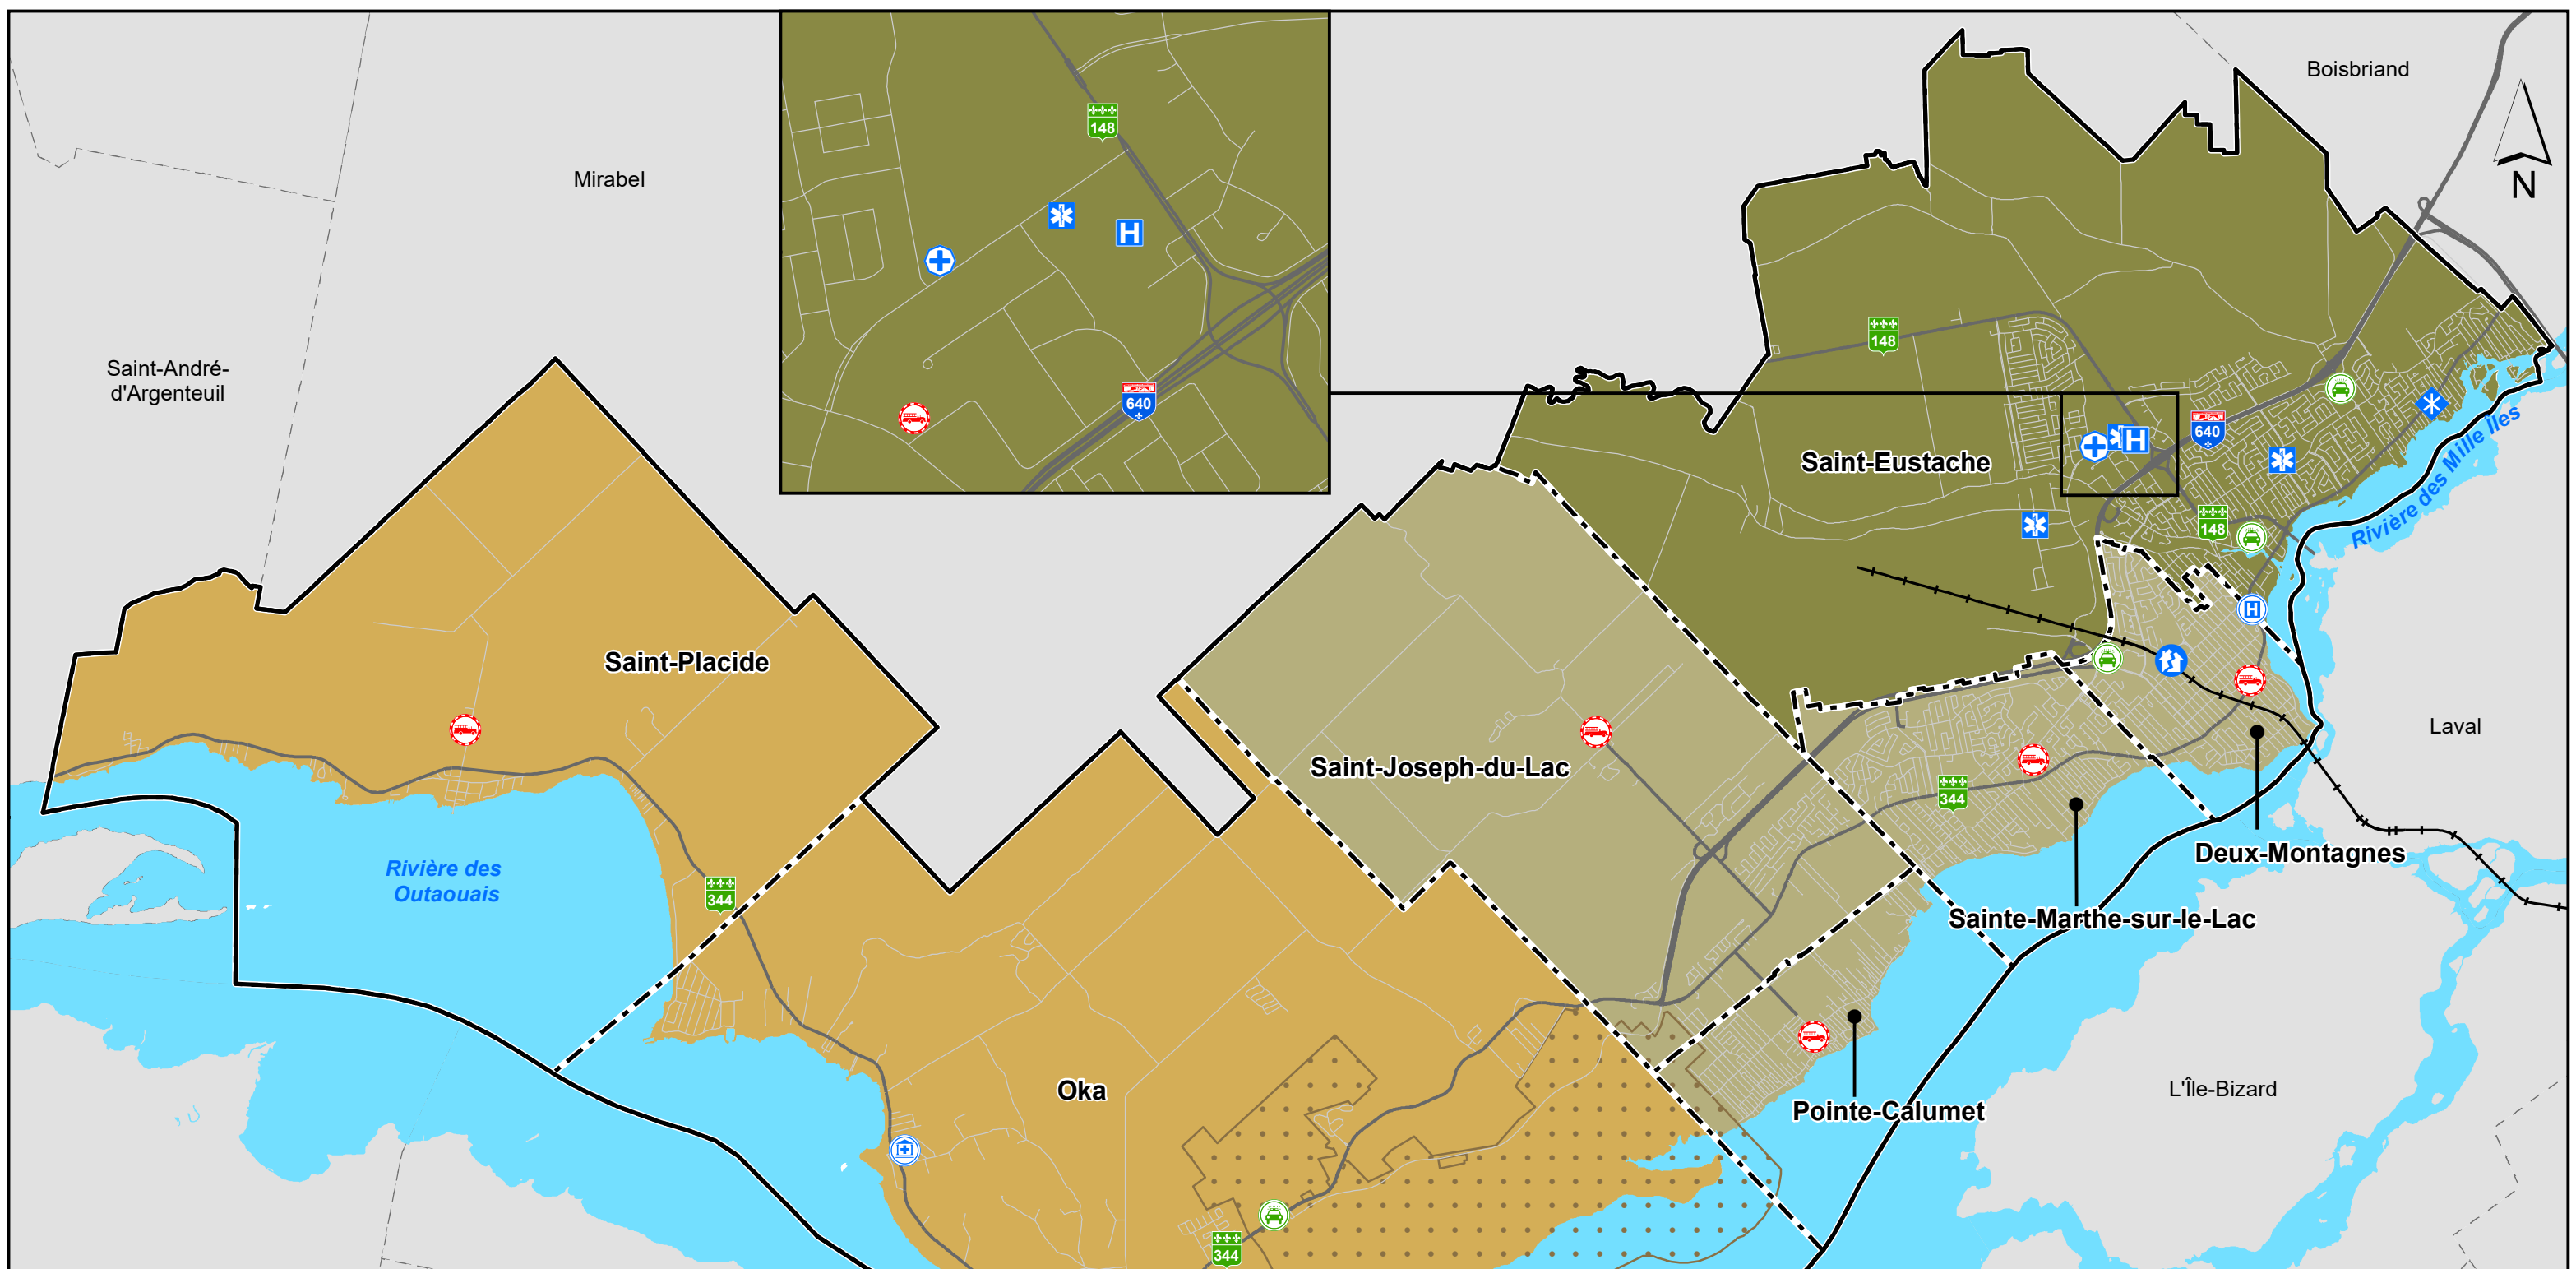 Boisbriand
148
Mirabel
N
H
148
Saint-André-
d'Argenteuil
640
640
H
Saint-Eustache
Rivière des Mille Îles
148
H
Saint-Placide
Laval
Saint-Joseph-du-Lac
344
Deux-Montagnes
Rivière des
Outaouais
344
Sainte-Marthe-sur-le-Lac
Oka
L'Île-Bizard
Pointe-Calumet
344